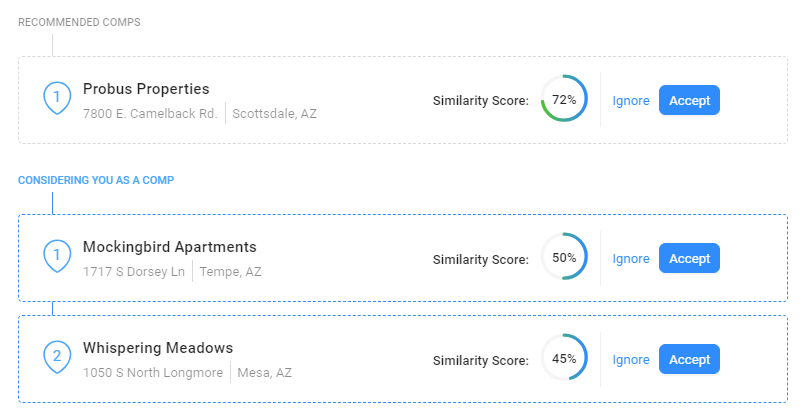 RECOMMENDED COMPS
1 Probus Properties
7800 E. Camelback Rd. Scottsdale, AZ
Similarity Score: 72% Ignore Accept
CONSIDERING YOU AS A COMP
1 Mockingbird Apartments
1717 S Dorsey Ln Tempe, AZ
Similarity Score: 50% Ignore Accept
2 Whispering Meadows
1050 S North Longmore Mesa, AZ
Similarity Score: 45% Ignore Accept